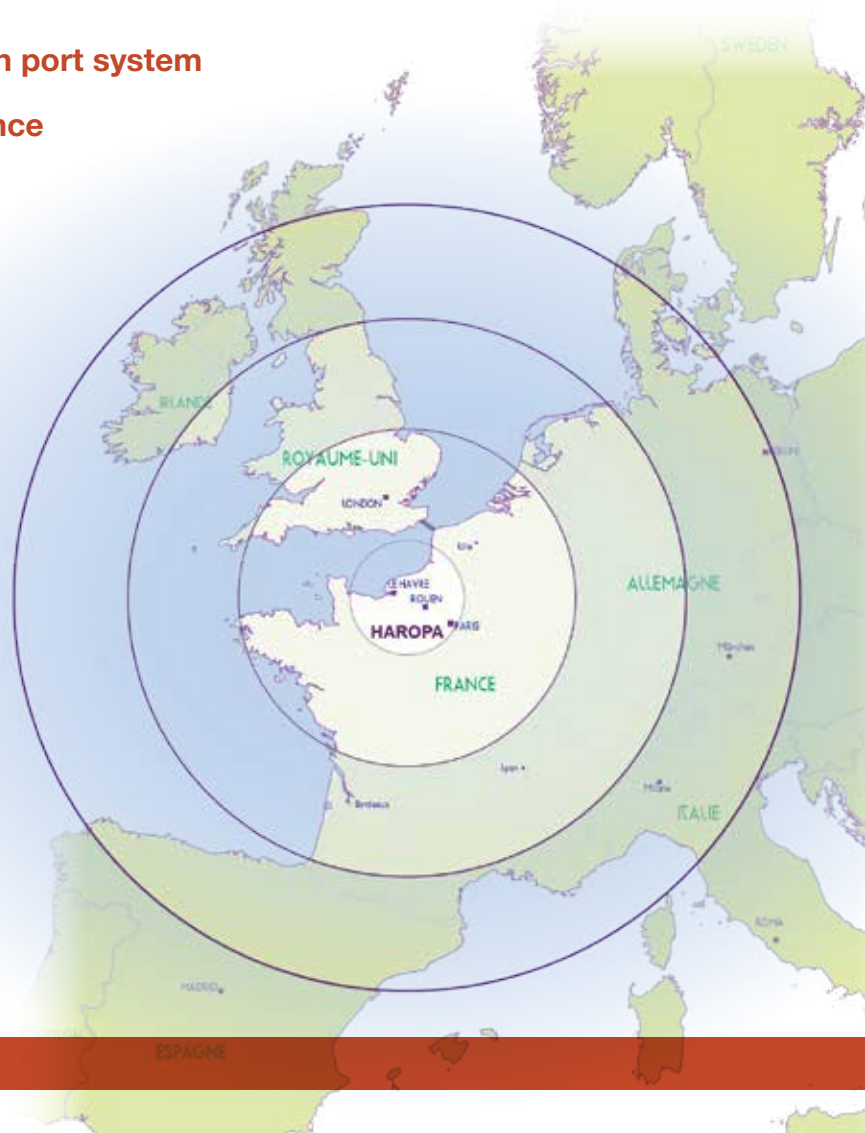 n port system
nce
SWEDEN
IRLANDE
ROYAUME-UNI
LONDON
Lille
LE HAVRE
ROUEN
HAROPA
PARIS
ALLEMAGNE
München
FRANCE
Lyon
Milano
Bordeaux
ITALIE
ROMA
MADRID
ESPAGNE